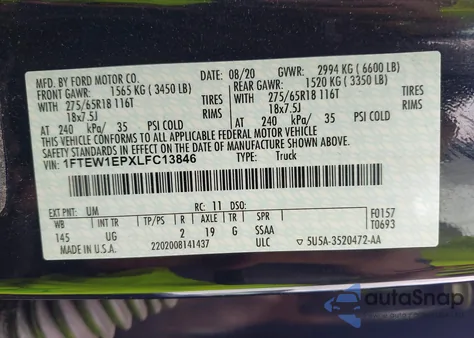 MFD. BY FORD MOTOR CO. 08/20 GVWR: 2994 KG (6600 LB)
FRONT GAWR: 1565 KG (3450 LB) REAR GAWR: 1520 KG (3350 LB)
275/65R18 116T TIRES 275/65R18 116T TIRES
18x7.5J RIMS 18x7.5J RIMS
AT 240 kPa/ 35 PSI COLD AT 240 kPa/ 35 PSI COLD
THIS VEHICLE CONFORMS TO ALL APPLICABLE FEDERAL MOTOR VEHICLE
SAFETY STANDARDS IN EFFECT ON THE DATE OF MANUFACTURE SHOWN ABOVE.
VIN: 1FTEW1EPXLFC13846 TYPE: Truck
EXT PNT: UM RC: 11 DSO: F0157
WB INT TR TP/PS R AXLE TR SPR T0693
145 UG 2 19 G SSAA
MADE IN U.S.A. 2202008141437 ULC 5U5A-3520472-AA
autoSnap